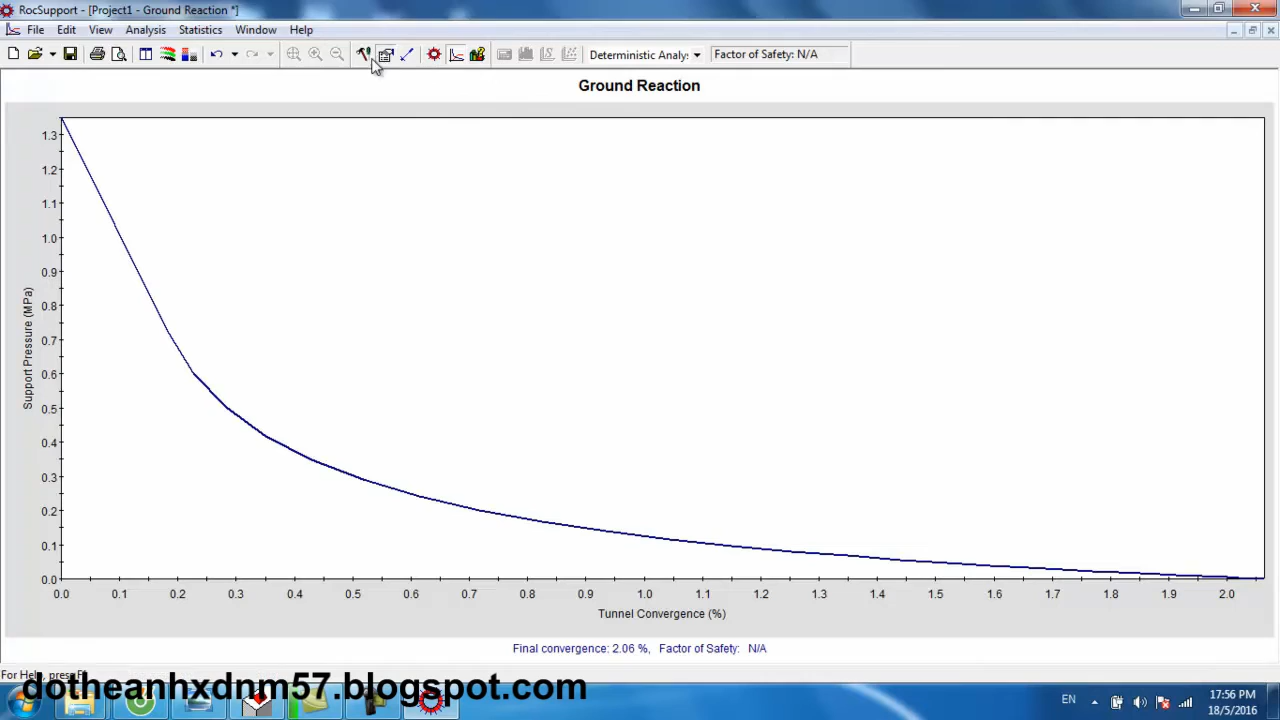 RocSupport - [Project1 - Ground Reaction *]
File Edit View Analysis Statistics Window Help
Deterministic Analy: Factor of Safety: N/A
Ground Reaction
Support Pressure (MPa)
1.3
1.2
1.1
1.0
0.9
0.8
0.7
0.6
0.5
0.4
0.3
0.2
0.1
0.0
0.0 0.1 0.2 0.3 0.4 0.5 0.6 0.7 0.8 0.9 1.0 1.1 1.2 1.3 1.4 1.5 1.6 1.7 1.8 1.9 2.0
Tunnel Convergence (%)
Final convergence: 2.06 %, Factor of Safety: N/A
For Help, press F
dotheanhxdnm57.blogspot.com
EN
17:56 PM
18/5/2016